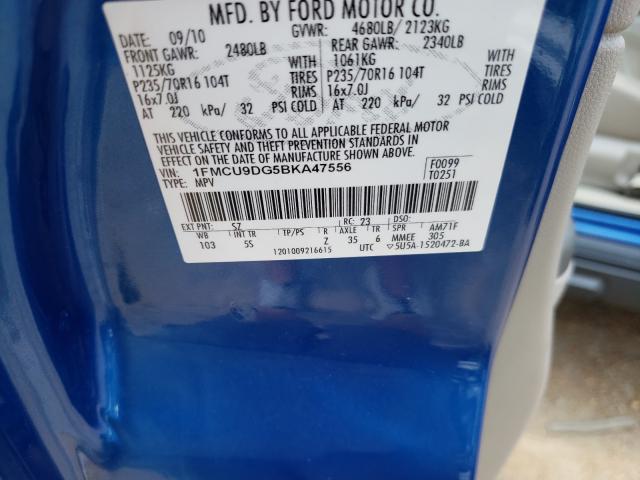 MFD. BY FORD MOTOR CO.
DATE: 09/10 GVWR: 4680LB/ 2123KG
FRONT GAWR: 2480LB REAR GAWR: 2340LB
1125KG WITH 1061KG WITH
P235/70R16 104T TIRES P235/70R16 104T TIRES
16x7.0J RIMS 16x7.0J RIMS
AT 220 kPa/ 32 PSI COLD AT 220 kPa/ 32 PSI COLD
THIS VEHICLE CONFORMS TO ALL APPLICABLE FEDERAL MOTOR
VEHICLE SAFETY AND THEFT PREVENTION STANDARDS IN
EFFECT ON THE DATE OF MANUFACTURE SHOWN ABOVE.
VIN: 1FMCU9DG5BKA47556 F0099
TYPE: MPV T0251
EXT PNT: SZ RC: 23 DSO:
WB INT TR TP/PS R AXLE TR SPR AM71F
103 5S Z 35 6 MMEE 305
1201009216615 UTC ▽5U5A-1520472-BA